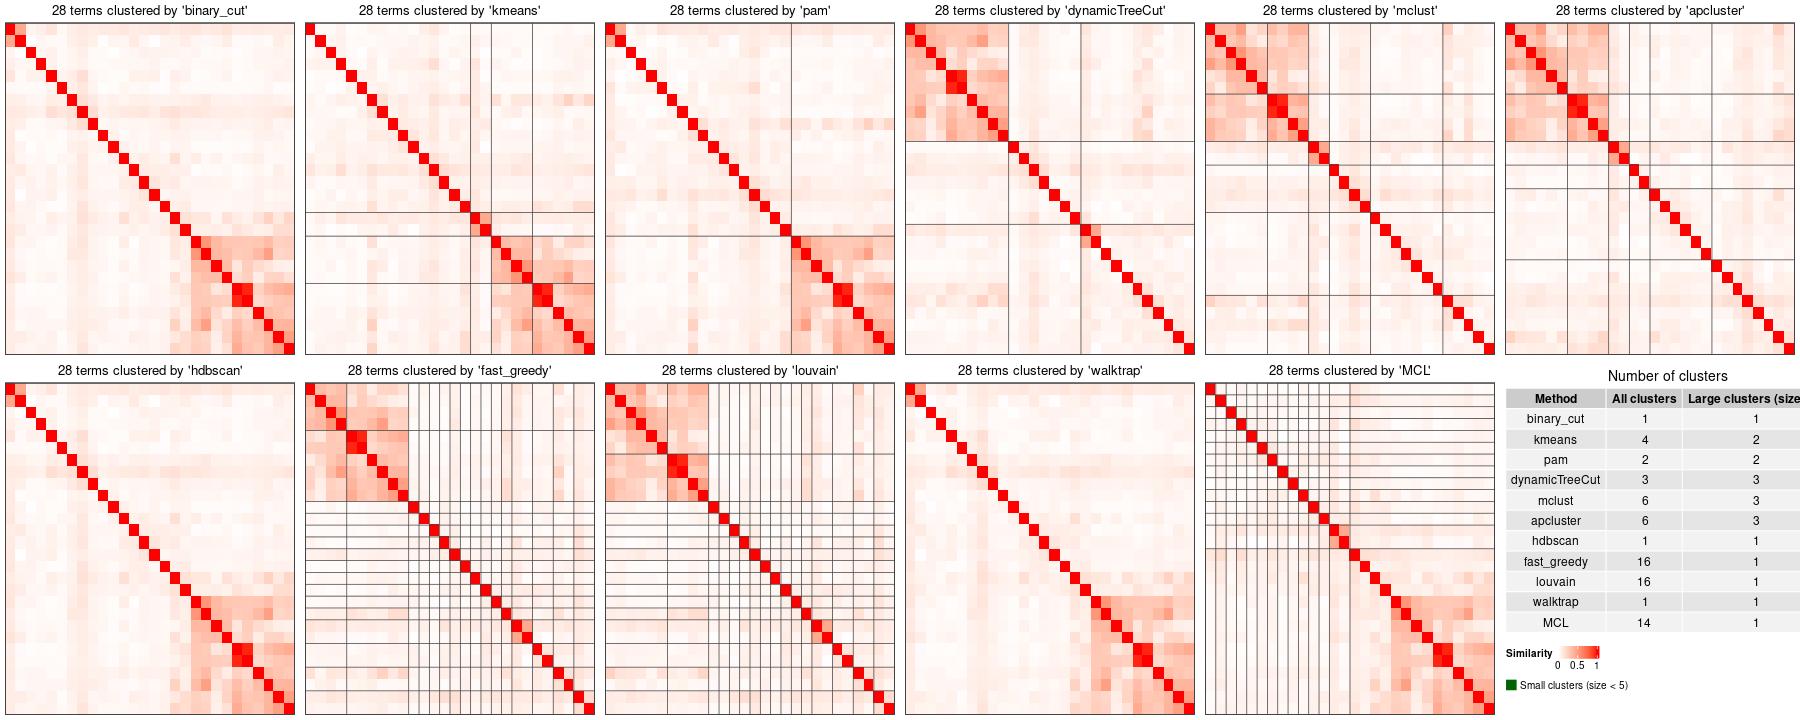 28 terms clustered by 'binary_cut'
28 terms clustered by 'kmeans'
28 terms clustered by 'pam'
28 terms clustered by 'dynamicTreeCut'
28 terms clustered by 'mclust'
28 terms clustered by 'apcluster'
28 terms clustered by 'hdbscan'
28 terms clustered by 'fast_greedy'
28 terms clustered by 'louvain'
28 terms clustered by 'walktrap'
28 terms clustered by 'MCL'
Number of clusters
Method All clusters Large clusters (size
binary_cut 1 1
kmeans 4 2
pam 2 2
dynamicTreeCut 3 3
mclust 6 3
apcluster 6 3
hdbscan 1 1
fast_greedy 16 1
louvain 16 1
walktrap 1 1
MCL 14 1
Similarity
0 0.5 1
Small clusters (size < 5)